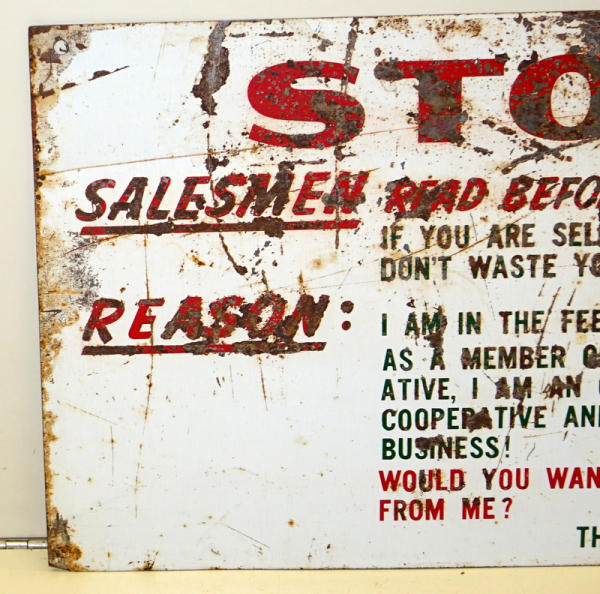 STO
SALESMEN READ BEFO
IF YOU ARE SEL
DON'T WASTE YO
REASON:
I AM IN THE FEE
AS A MEMBER O
ATIVE, I AM AN
COOPERATIVE AN
BUSINESS!
WOULD YOU WAN
FROM ME?
TH